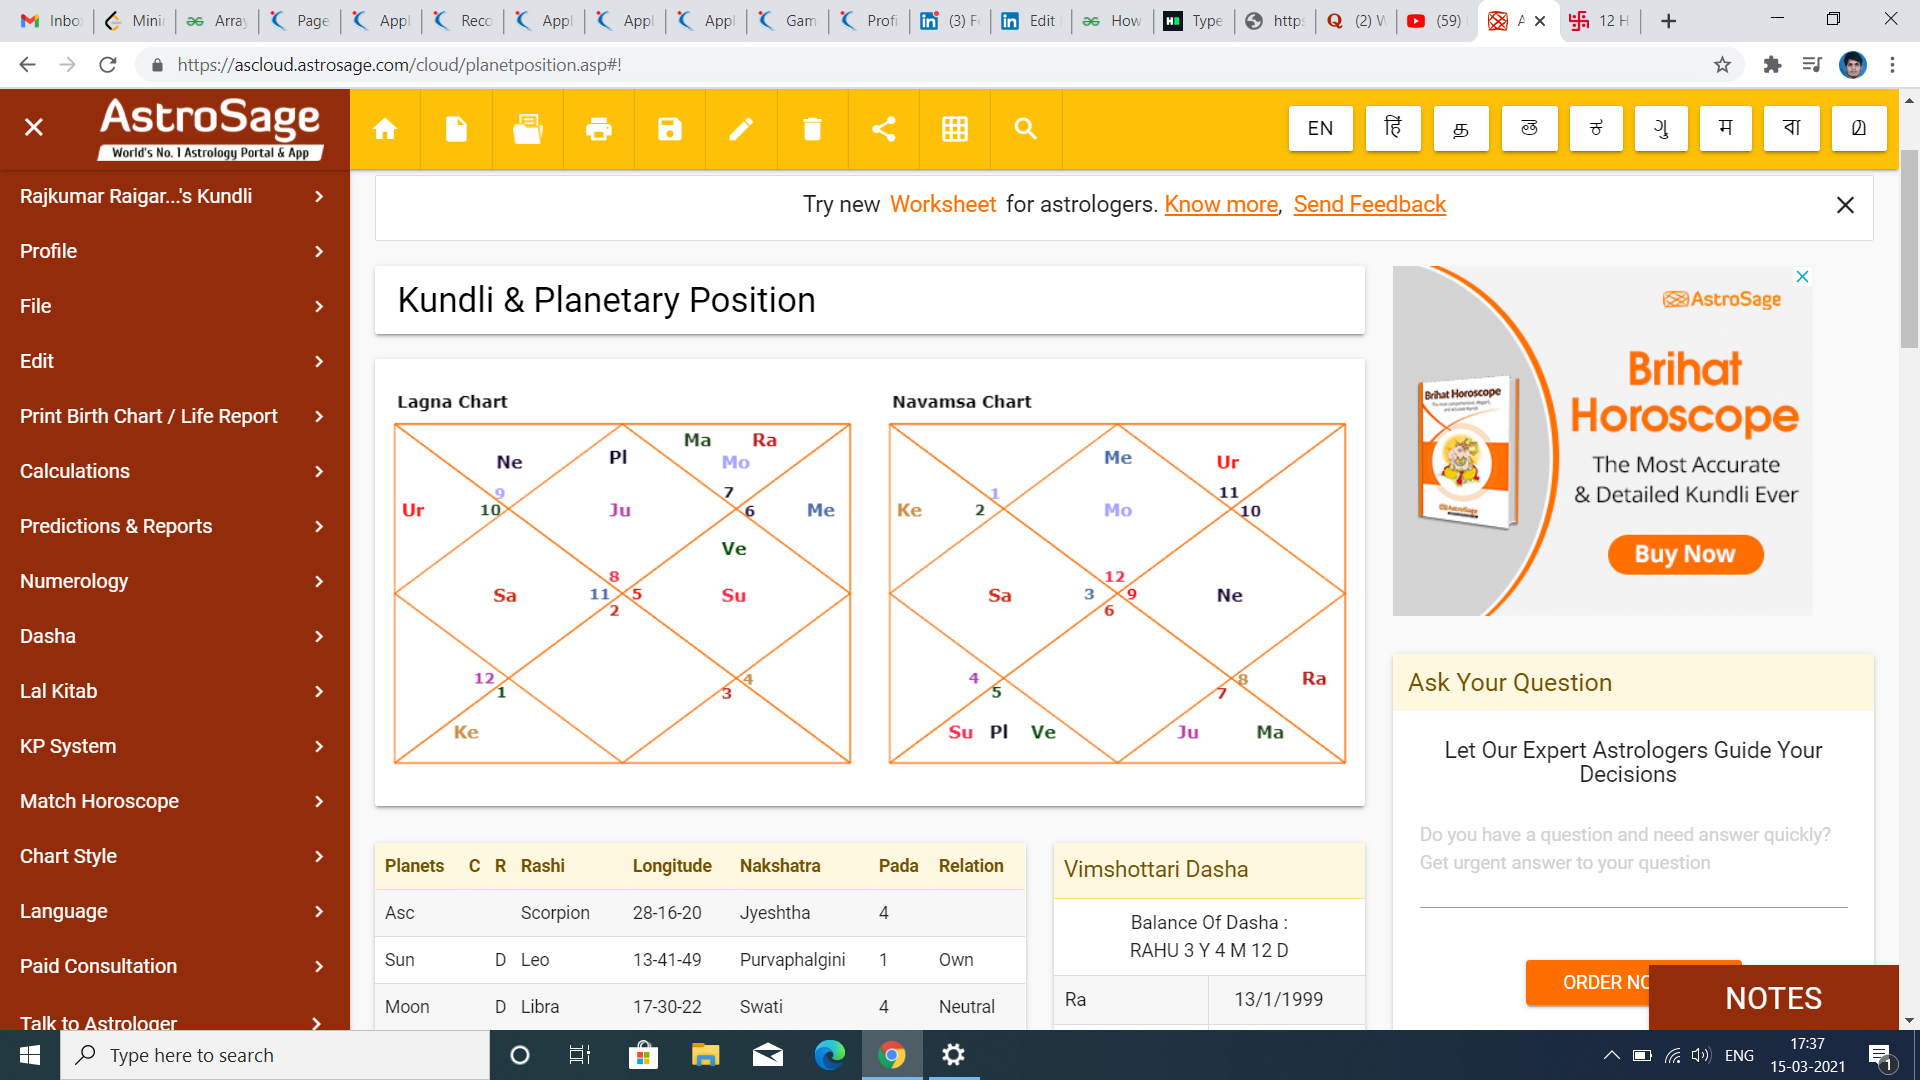 Inbo
Mini
Array
Page
Appl
Reco
Appl
Appl
Appl
Gam
Profi
(3) F
Edit
How
Type
https
(2) W
(59)
A
12 H
https://ascloud.astrosage.com/cloud/planetposition.asp#!
AstroSage
World's No. 1 Astrology Portal & App
EN
हिं
த
తె
ಕ
ગુ
म
বা
മ
Rajkumar Raigar...'s Kundli
Profile
File
Edit
Print Birth Chart / Life Report
Calculations
Predictions & Reports
Numerology
Dasha
Lal Kitab
KP System
Match Horoscope
Chart Style
Language
Paid Consultation
Talk to Astrologer
Try new Worksheet for astrologers. Know more, Send Feedback
Kundli & Planetary Position
Lagna Chart
Ne
Pl
Ma Ra
Mo
9
7
Ur
10
Ju
6
Me
Ve
8
Sa
11
5
Su
2
12
4
1
3
Ke
Navamsa Chart
Me
Ur
1
11
Ke
2
Mo
10
12
Sa
3
9
Ne
6
4
8
Ra
5
7
Su Pl Ve
Ju
Ma
Planets C R Rashi Longitude Nakshatra Pada Relation
Asc Scorpion 28-16-20 Jyeshtha 4
Sun D Leo 13-41-49 Purvaphalgini 1 Own
Moon D Libra 17-30-22 Swati 4 Neutral
Vimshottari Dasha
Balance Of Dasha :
RAHU 3 Y 4 M 12 D
Ra 13/1/1999
AstroSage
Brihat
Horoscope
The Most Accurate
& Detailed Kundli Ever
Buy Now
Brihat Horoscope
Ask Your Question
Let Our Expert Astrologers Guide Your
Decisions
Do you have a question and need answer quickly?
Get urgent answer to your question
ORDER NO
NOTES
Type here to search
ENG
17:37
15-03-2021
1